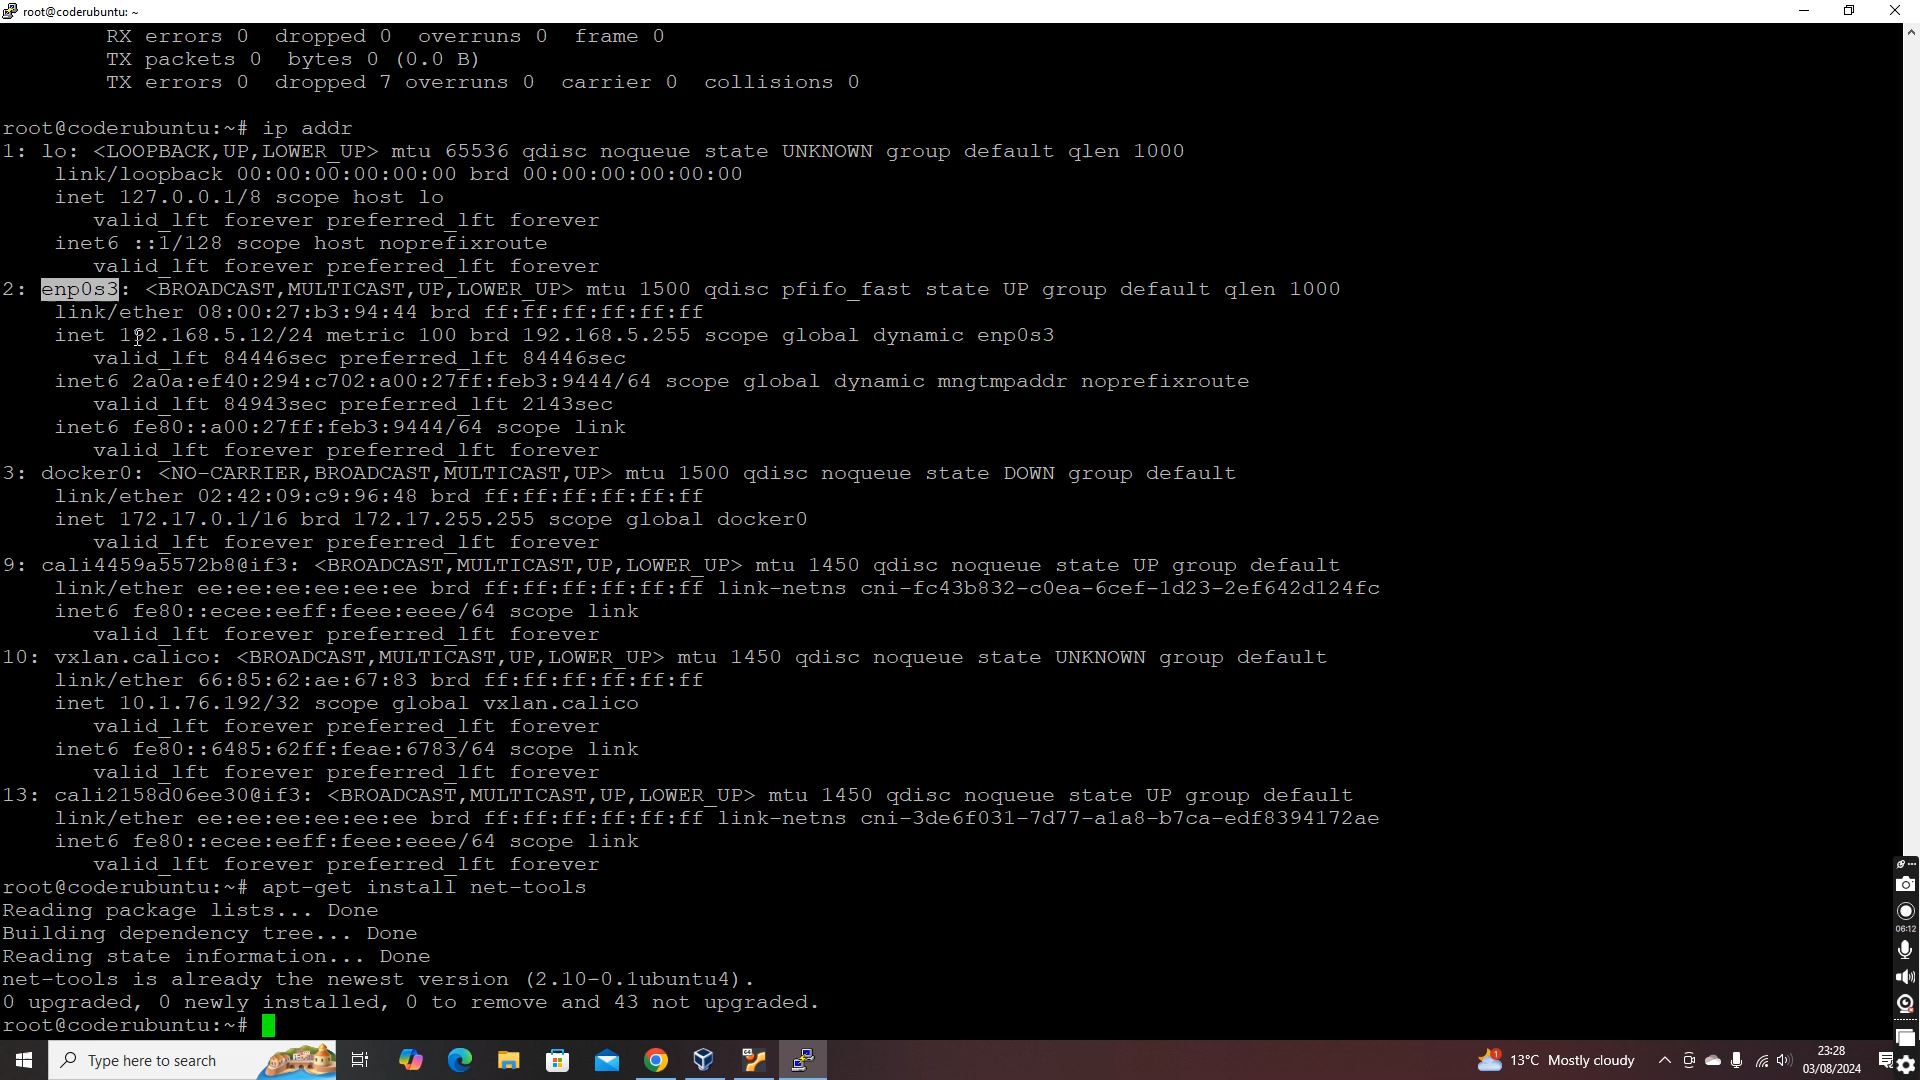 root@coderubuntu: ~
RX errors 0  dropped 0  overruns 0  frame 0
TX packets 0  bytes 0 (0.0 B)
TX errors 0  dropped 7 overruns 0  carrier 0  collisions 0
root@coderubuntu:~# ip addr
1: lo: <LOOPBACK,UP,LOWER_UP> mtu 65536 qdisc noqueue state UNKNOWN group default qlen 1000
link/loopback 00:00:00:00:00:00 brd 00:00:00:00:00:00
inet 127.0.0.1/8 scope host lo
valid_lft forever preferred_lft forever
inet6 ::1/128 scope host noprefixroute
valid_lft forever preferred_lft forever
2: enp0s3: <BROADCAST,MULTICAST,UP,LOWER_UP> mtu 1500 qdisc pfifo_fast state UP group default qlen 1000
link/ether 08:00:27:b3:94:44 brd ff:ff:ff:ff:ff:ff
inet 192.168.5.12/24 metric 100 brd 192.168.5.255 scope global dynamic enp0s3
valid_lft 84446sec preferred_lft 84446sec
inet6 2a0a:ef40:294:c702:a00:27ff:feb3:9444/64 scope global dynamic mngtmpaddr noprefixroute
valid_lft 84943sec preferred_lft 2143sec
inet6 fe80::a00:27ff:feb3:9444/64 scope link
valid_lft forever preferred_lft forever
3: docker0: <NO-CARRIER,BROADCAST,MULTICAST,UP> mtu 1500 qdisc noqueue state DOWN group default
link/ether 02:42:09:c9:96:48 brd ff:ff:ff:ff:ff:ff
inet 172.17.0.1/16 brd 172.17.255.255 scope global docker0
valid_lft forever preferred_lft forever
9: cali4459a5572b8@if3: <BROADCAST,MULTICAST,UP,LOWER_UP> mtu 1450 qdisc noqueue state UP group default
link/ether ee:ee:ee:ee:ee:ee brd ff:ff:ff:ff:ff:ff link-netns cni-fc43b832-c0ea-6cef-1d23-2ef642d124fc
inet6 fe80::ecee:eeff:feee:eeee/64 scope link
valid_lft forever preferred_lft forever
10: vxlan.calico: <BROADCAST,MULTICAST,UP,LOWER_UP> mtu 1450 qdisc noqueue state UNKNOWN group default
link/ether 66:85:62:ae:67:83 brd ff:ff:ff:ff:ff:ff
inet 10.1.76.192/32 scope global vxlan.calico
valid_lft forever preferred_lft forever
inet6 fe80::6485:62ff:feae:6783/64 scope link
valid_lft forever preferred_lft forever
13: cali2158d06ee30@if3: <BROADCAST,MULTICAST,UP,LOWER_UP> mtu 1450 qdisc noqueue state UP group default
link/ether ee:ee:ee:ee:ee:ee brd ff:ff:ff:ff:ff:ff link-netns cni-3de6f031-7d77-a1a8-b7ca-edf8394172ae
inet6 fe80::ecee:eeff:feee:eeee/64 scope link
valid_lft forever preferred_lft forever
root@coderubuntu:~# apt-get install net-tools
Reading package lists... Done
Building dependency tree... Done
Reading state information... Done
net-tools is already the newest version (2.10-0.1ubuntu4).
0 upgraded, 0 newly installed, 0 to remove and 43 not upgraded.
root@coderubuntu:~#
06:12
Type here to search
1
13°C Mostly cloudy
23:28
03/08/2024